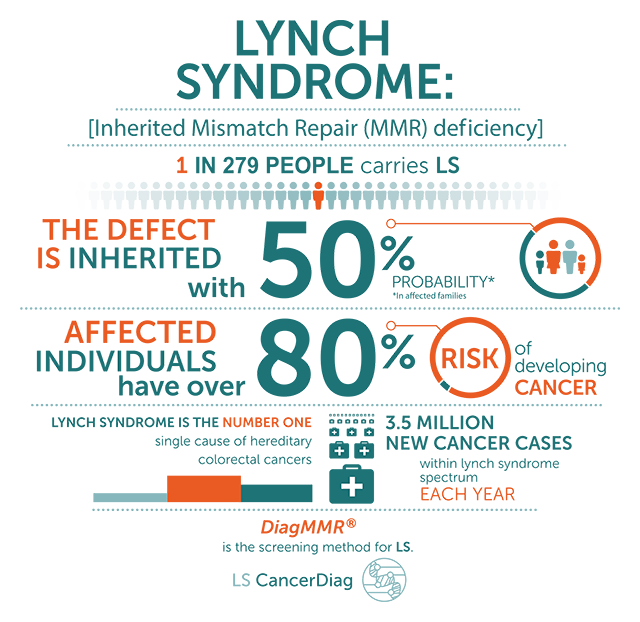 LYNCH
SYNDROME:
[Inherited Mismatch Repair (MMR) deficiency]
1 IN 279 PEOPLE carries LS
THE DEFECT
IS INHERITED
with
50%
PROBABILITY*
*In affected families
AFFECTED
INDIVIDUALS
have over
80%
RISK
of
developing
CANCER
LYNCH SYNDROME IS THE NUMBER ONE
single cause of hereditary
colorectal cancers
3.5 MILLION
NEW CANCER CASES
within lynch syndrome
spectrum
EACH YEAR
DiagMMR®
is the screening method for LS.
LS CancerDiag